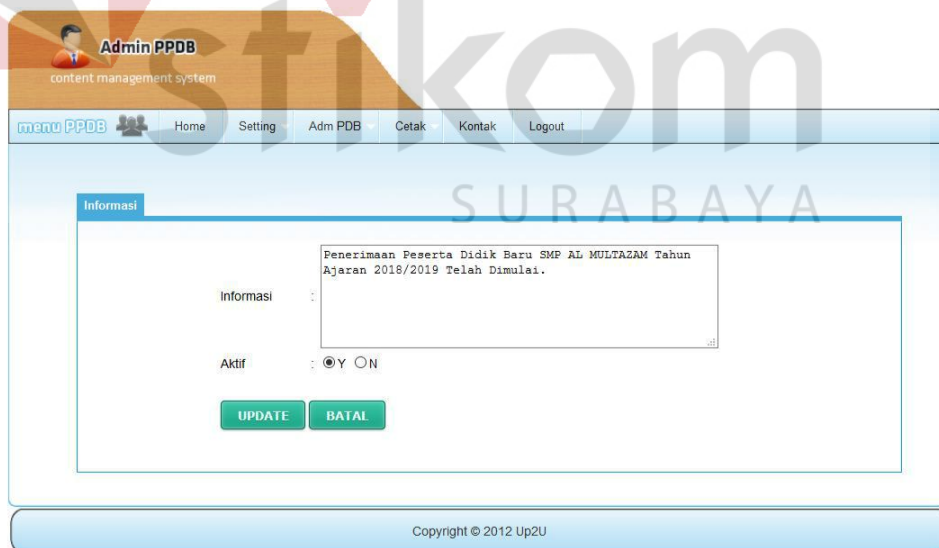 Admin PPDB
content management system
stikom
SURABAYA
menu PPDB Home Setting Adm PDB Cetak Kontak Logout
Informasi
Informasi : Penerimaan Peserta Didik Baru SMP AL MULTAZAM Tahun
Ajaran 2018/2019 Telah Dimulai.
Aktif : Y N
UPDATE BATAL
Copyright © 2012 Up2U